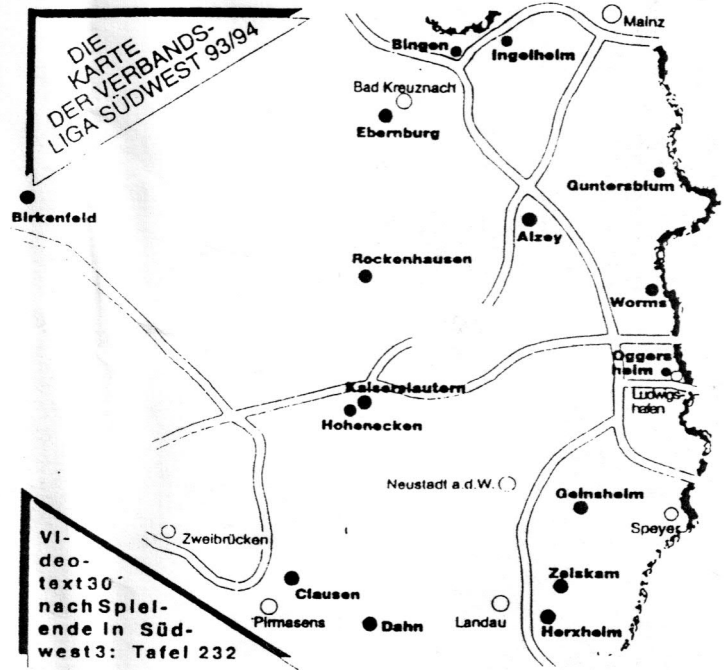 DIE
KARTE
DER VERBANDS-
LIGA SÜDWEST 93/94
Mainz
Bingen
Ingelheim
Bad Kreuznach
Ebernburg
Guntersblum
Birkenfeld
Alzey
Rockenhausen
Worms
Oggers
heim
Kaiserslautern
Ludwigs-
hafen
Hohenecken
Neustadt a.d.W.
Geinsheim
Speyer
Zweibrücken
Zeiskam
Clausen
Pirmasens
Dahn
Landau
Herxheim
VI-
deo-
text 30´
nach Spiel-
ende in Süd-
west3: Tafel 232